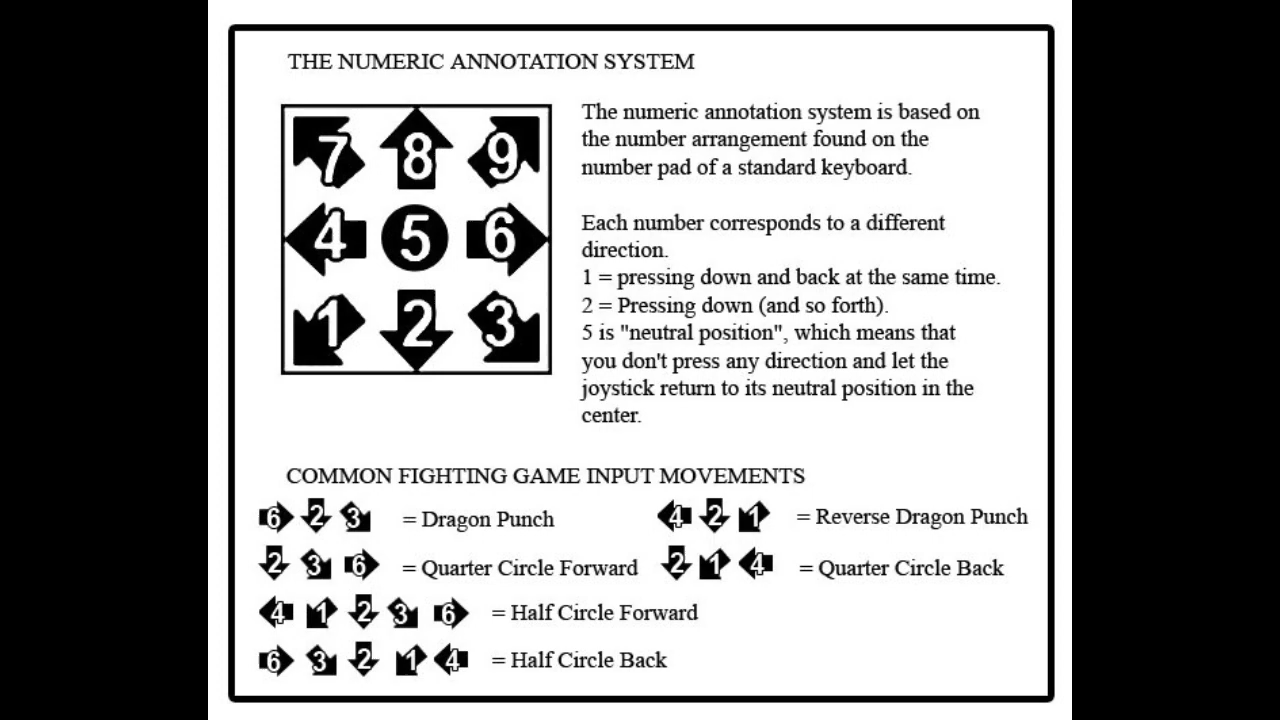 THE NUMERIC ANNOTATION SYSTEM
7 8 9
4 5 6
1 2 3
The numeric annotation system is based on
the number arrangement found on the
number pad of a standard keyboard.
Each number corresponds to a different
direction.
1 = pressing down and back at the same time.
2 = Pressing down (and so forth).
5 is "neutral position", which means that
you don't press any direction and let the
joystick return to its neutral position in the
center.
COMMON FIGHTING GAME INPUT MOVEMENTS
6 2 3 = Dragon Punch
4 2 1 = Reverse Dragon Punch
2 3 6 = Quarter Circle Forward
2 1 4 = Quarter Circle Back
4 1 2 3 6 = Half Circle Forward
6 3 2 1 4 = Half Circle Back